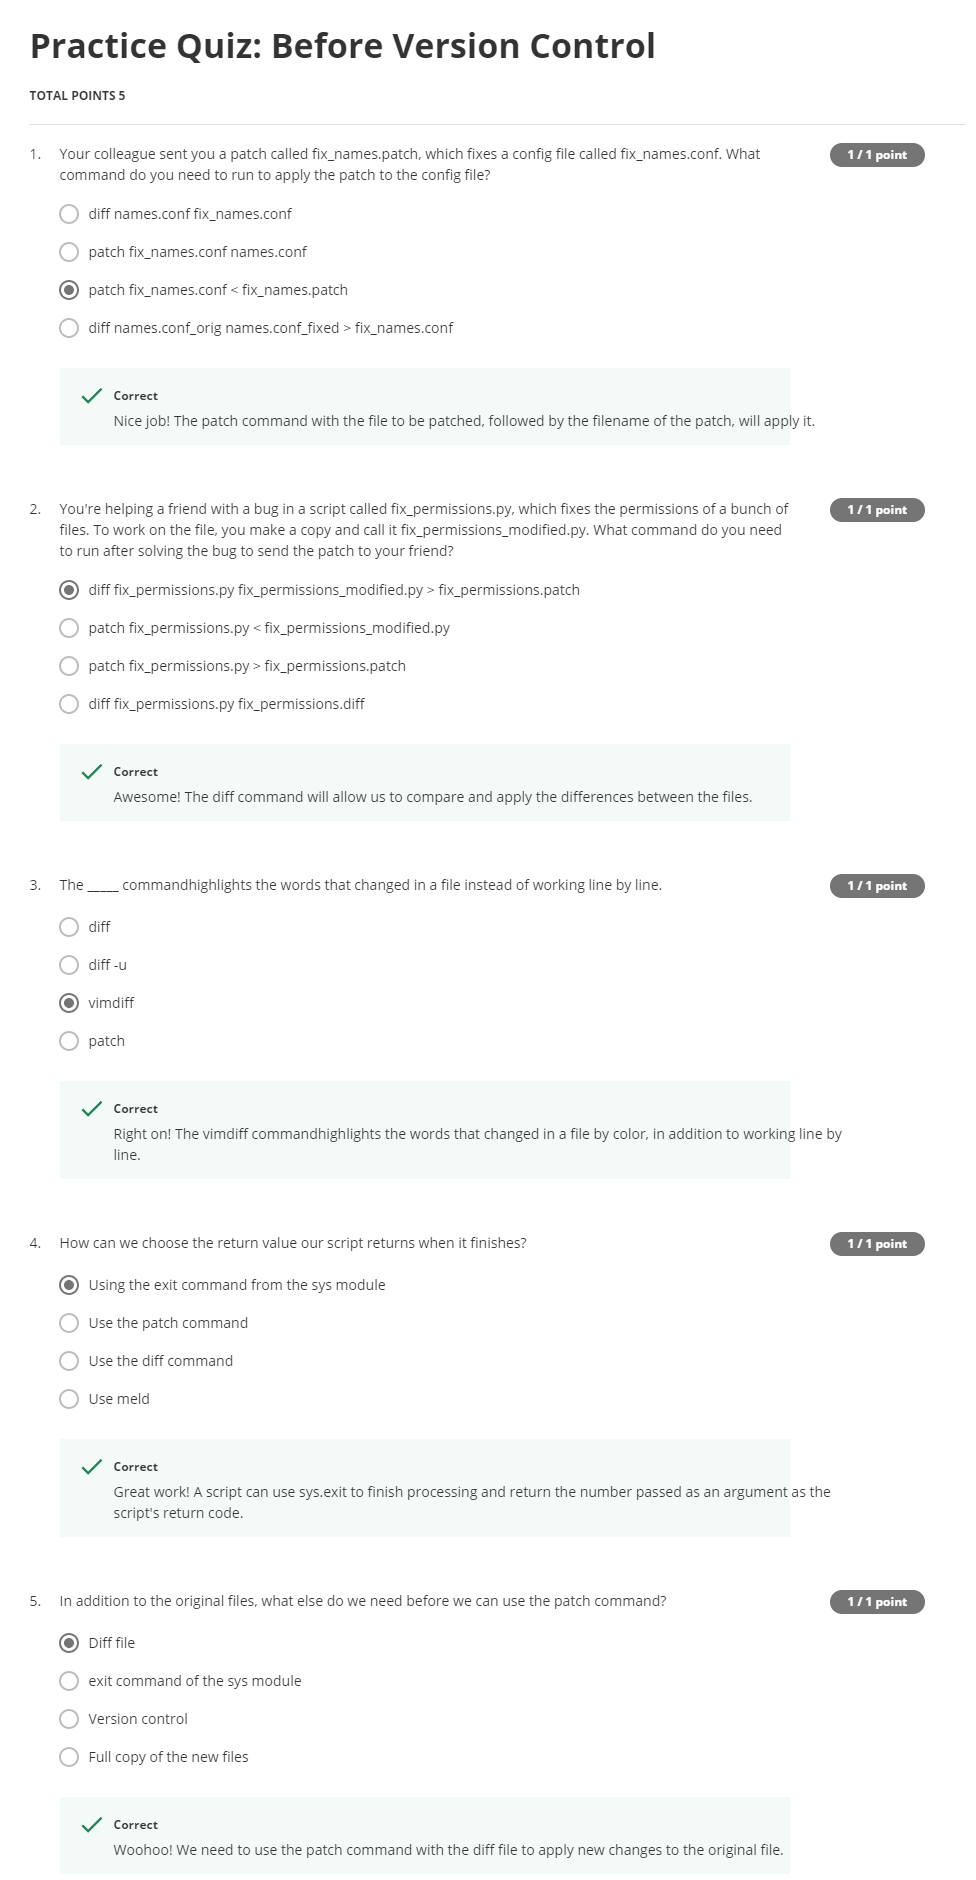 Practice Quiz: Before Version Control
TOTAL POINTS 5
1. Your colleague sent you a patch called fix_names.patch, which fixes a config file called fix_names.conf. What
command do you need to run to apply the patch to the config file?
1 / 1 point
diff names.conf fix_names.conf
patch fix_names.conf names.conf
patch fix_names.conf < fix_names.patch
diff names.conf_orig names.conf_fixed > fix_names.conf
Correct
Nice job! The patch command with the file to be patched, followed by the filename of the patch, will apply it.
2. You're helping a friend with a bug in a script called fix_permissions.py, which fixes the permissions of a bunch of
files. To work on the file, you make a copy and call it fix_permissions_modified.py. What command do you need
to run after solving the bug to send the patch to your friend?
1 / 1 point
diff fix_permissions.py fix_permissions_modified.py > fix_permissions.patch
patch fix_permissions.py < fix_permissions_modified.py
patch fix_permissions.py > fix_permissions.patch
diff fix_permissions.py fix_permissions.diff
Correct
Awesome! The diff command will allow us to compare and apply the differences between the files.
3. The _____ commandhighlights the words that changed in a file instead of working line by line.
1 / 1 point
diff
diff -u
vimdiff
patch
Correct
Right on! The vimdiff commandhighlights the words that changed in a file by color, in addition to working line by
line.
4. How can we choose the return value our script returns when it finishes?
1 / 1 point
Using the exit command from the sys module
Use the patch command
Use the diff command
Use meld
Correct
Great work! A script can use sys.exit to finish processing and return the number passed as an argument as the
script's return code.
5. In addition to the original files, what else do we need before we can use the patch command?
1 / 1 point
Diff file
exit command of the sys module
Version control
Full copy of the new files
Correct
Woohoo! We need to use the patch command with the diff file to apply new changes to the original file.